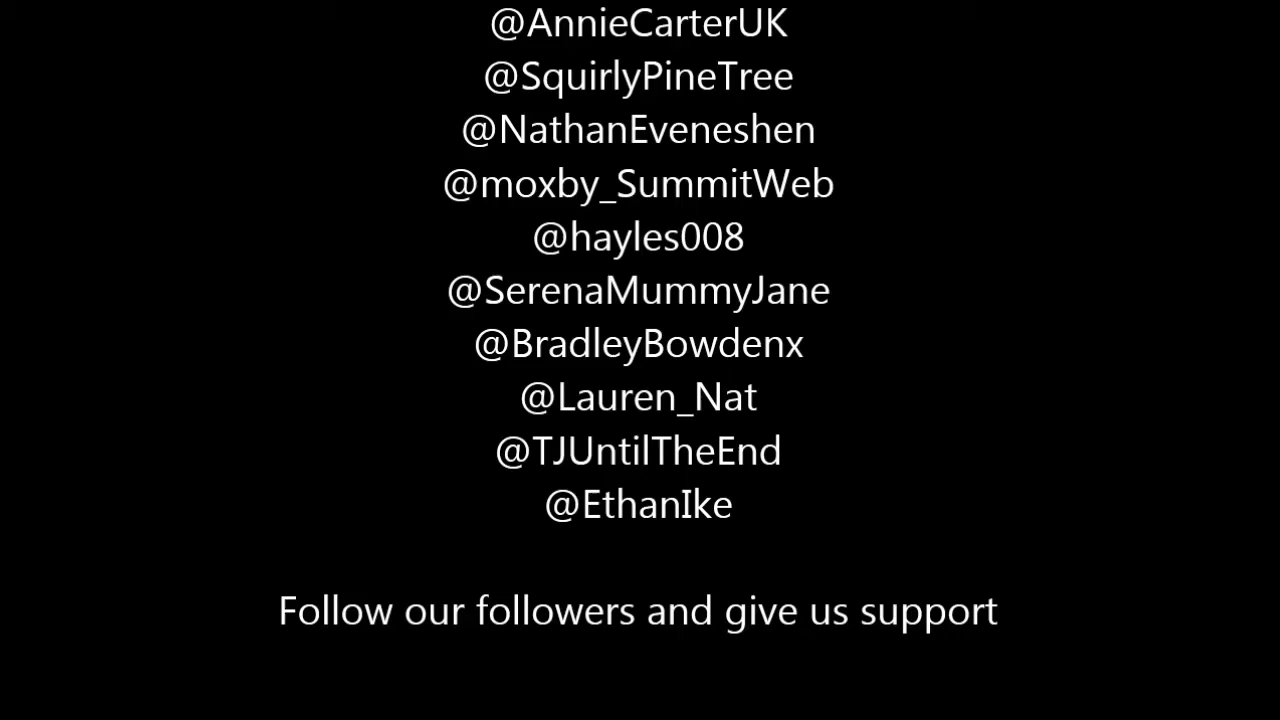 @AnnieCarterUK
@SquirlyPineTree
@NathanEveneshen
@moxby_SummitWeb
@hayles008
@SerenaMummyJane
@BradleyBowdenx
@Lauren_Nat
@TJUntilTheEnd
@EthanIke
Follow our followers and give us support